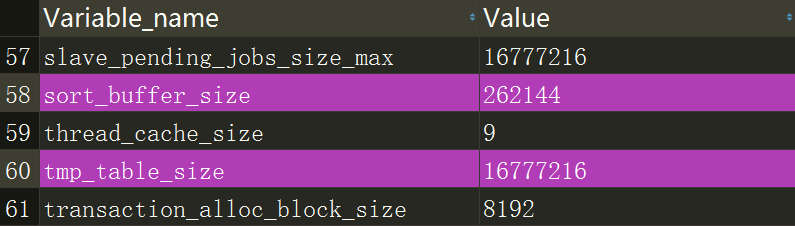 Variable_name Value
57 slave_pending_jobs_size_max 16777216
58 sort_buffer_size 262144
59 thread_cache_size 9
60 tmp_table_size 16777216
61 transaction_alloc_block_size 8192